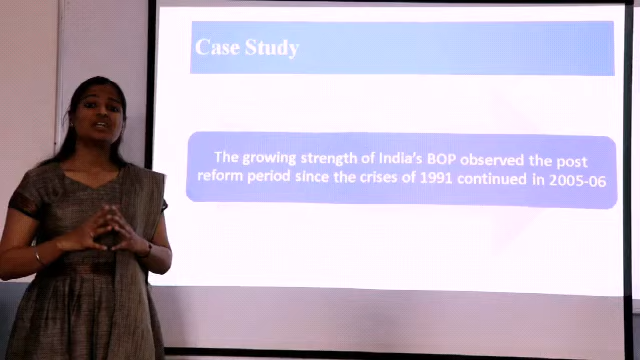 Case Study
The growing strength of India's BOP observed the post
reform period since the crises of 1991 continued in 2005-06